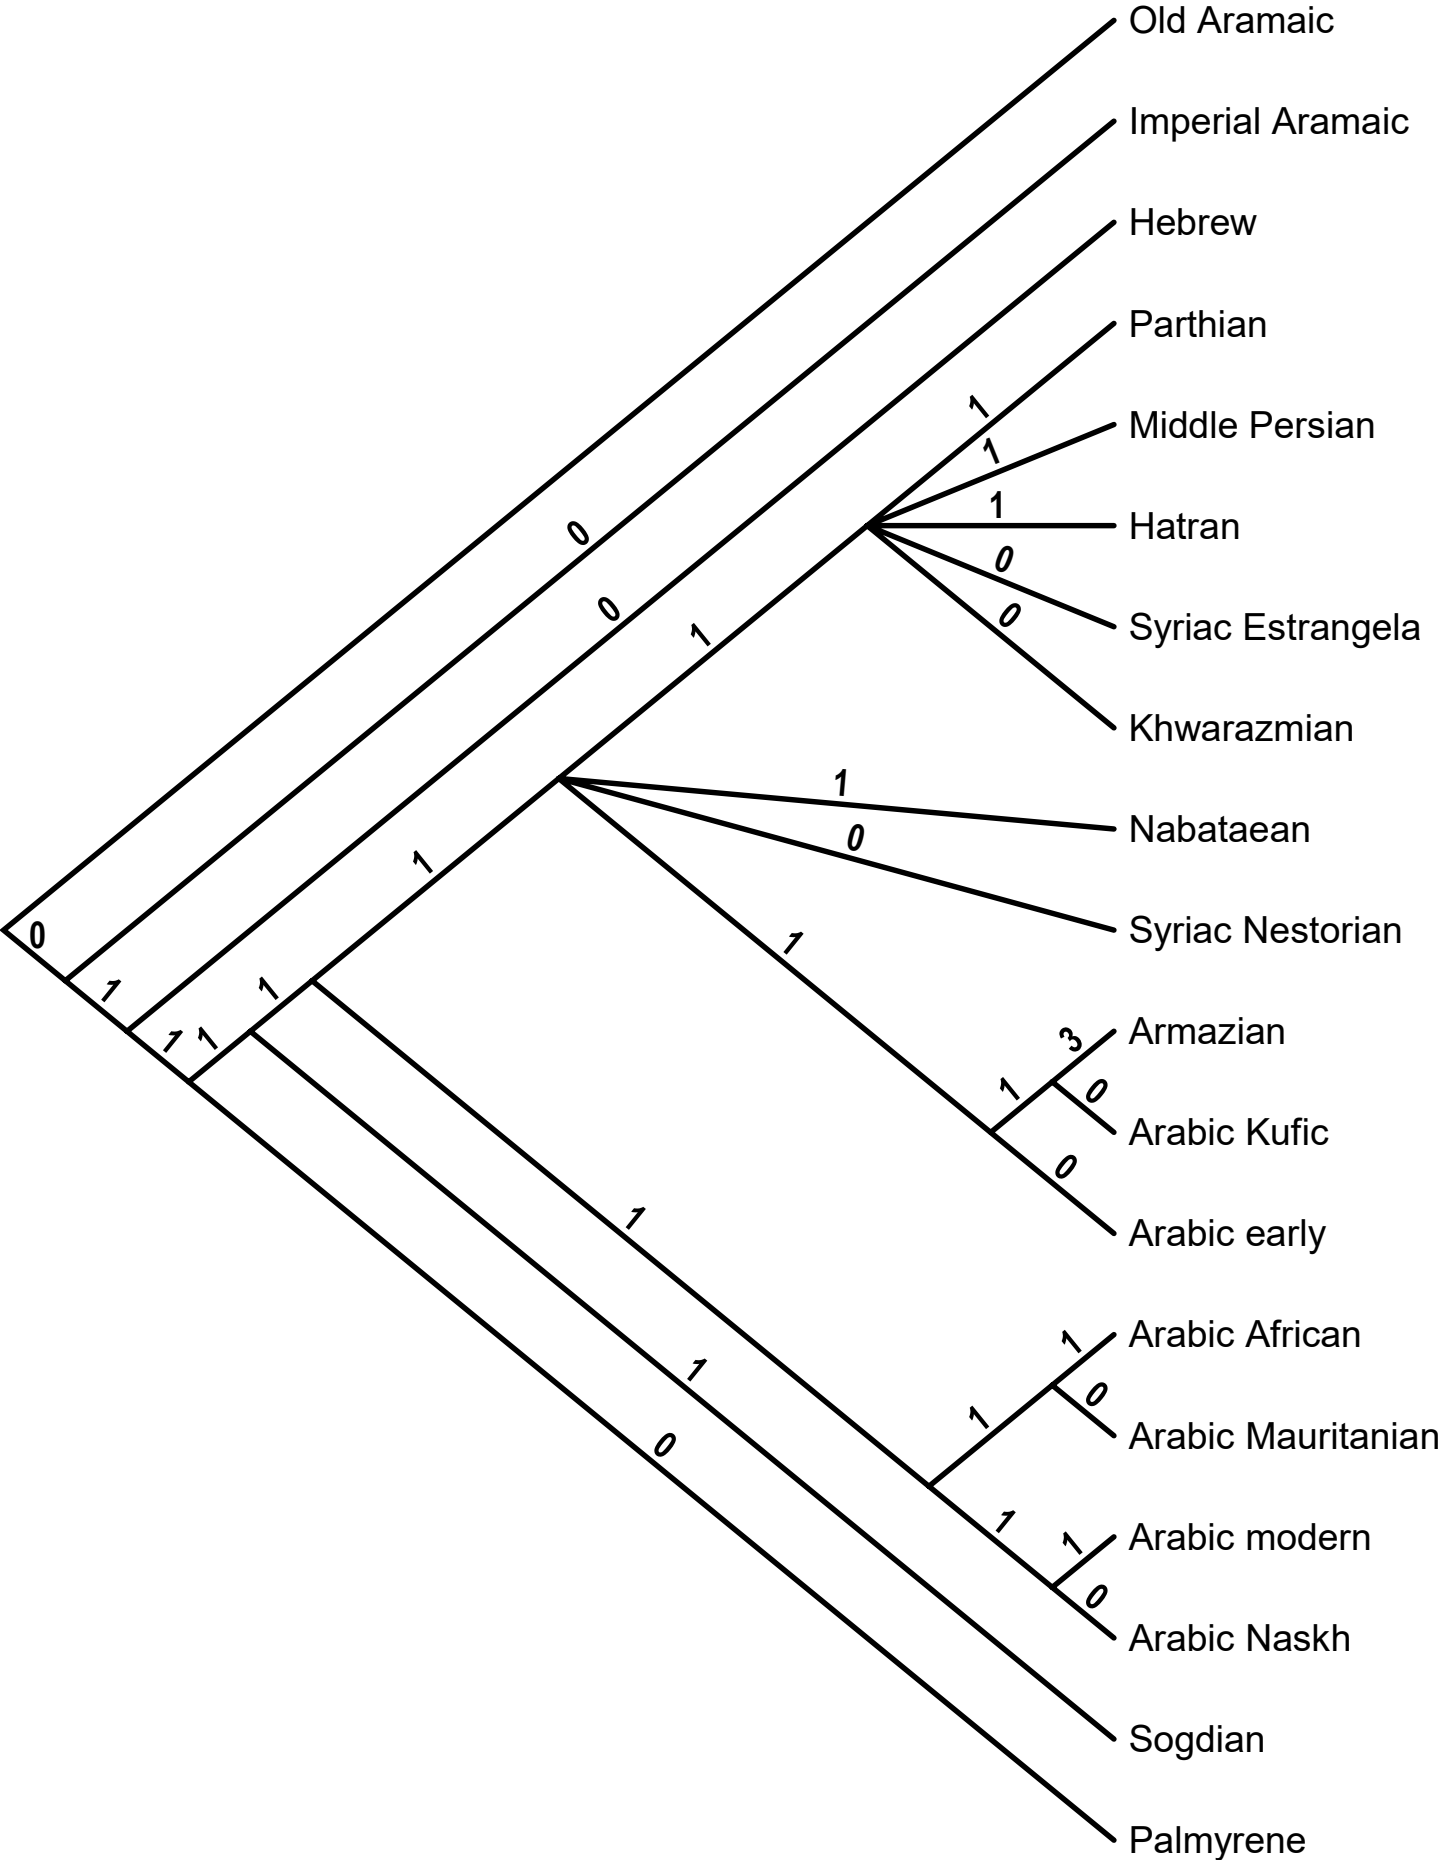 Old Aramaic
Imperial Aramaic
Hebrew
Parthian
1
Middle Persian
1
1
Hatran
0
0
0
0
Syriac Estrangela
1
Khwarazmian
1
Nabataean
0
1
Syriac Nestorian
0
1
1
1
3
Armazian
1
1
1
0
Arabic Kufic
0
1
Arabic early
1
Arabic African
1
0
1
Arabic Mauritanian
0
1
1
Arabic modern
0
Arabic Naskh
Sogdian
Palmyrene